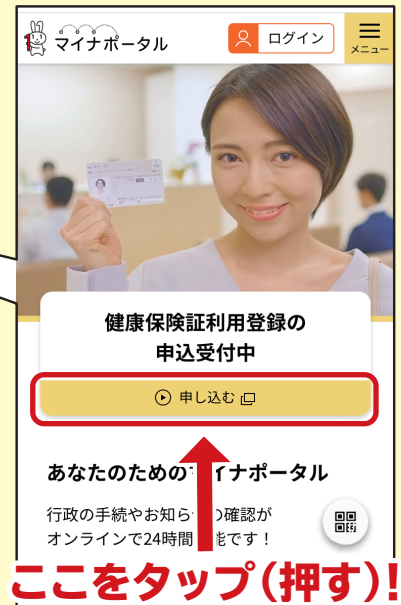 マイナポータル
ログイン
メニュー
健康保険証利用登録の
申込受付中
申し込む
あなたのための イナポータル
行政の手続やお知ら の確認が
オンラインで24時間 能です！
ここをタップ(押す)!